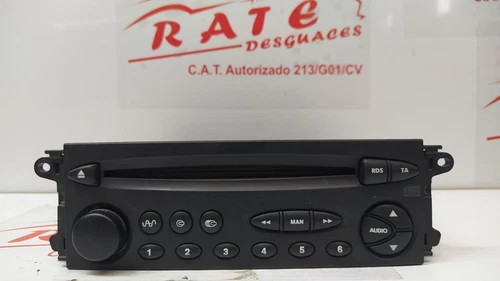 RATE
DESGUACES
C.A.T. Autorizado 213/G01/CV
RDS TA
MAN
AUDIO
1 2 3 4 5 6